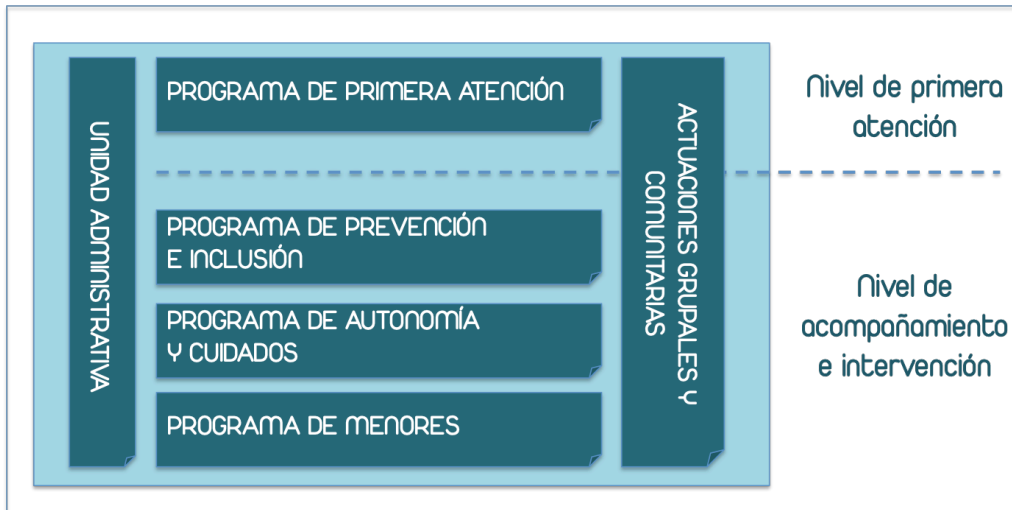 UNIDAD ADMINISTRATIVA
PROGRAMA DE PRIMERA ATENCIÓN
PROGRAMA DE PREVENCIÓN
E INCLUSIÓN
PROGRAMA DE AUTONOMÍA
Y CUIDADOS
PROGRAMA DE MENORES
ACTUACIONES GRUPALES Y
COMUNITARIAS
Nivel de primera
atención
Nivel de
acompañamiento
e intervención